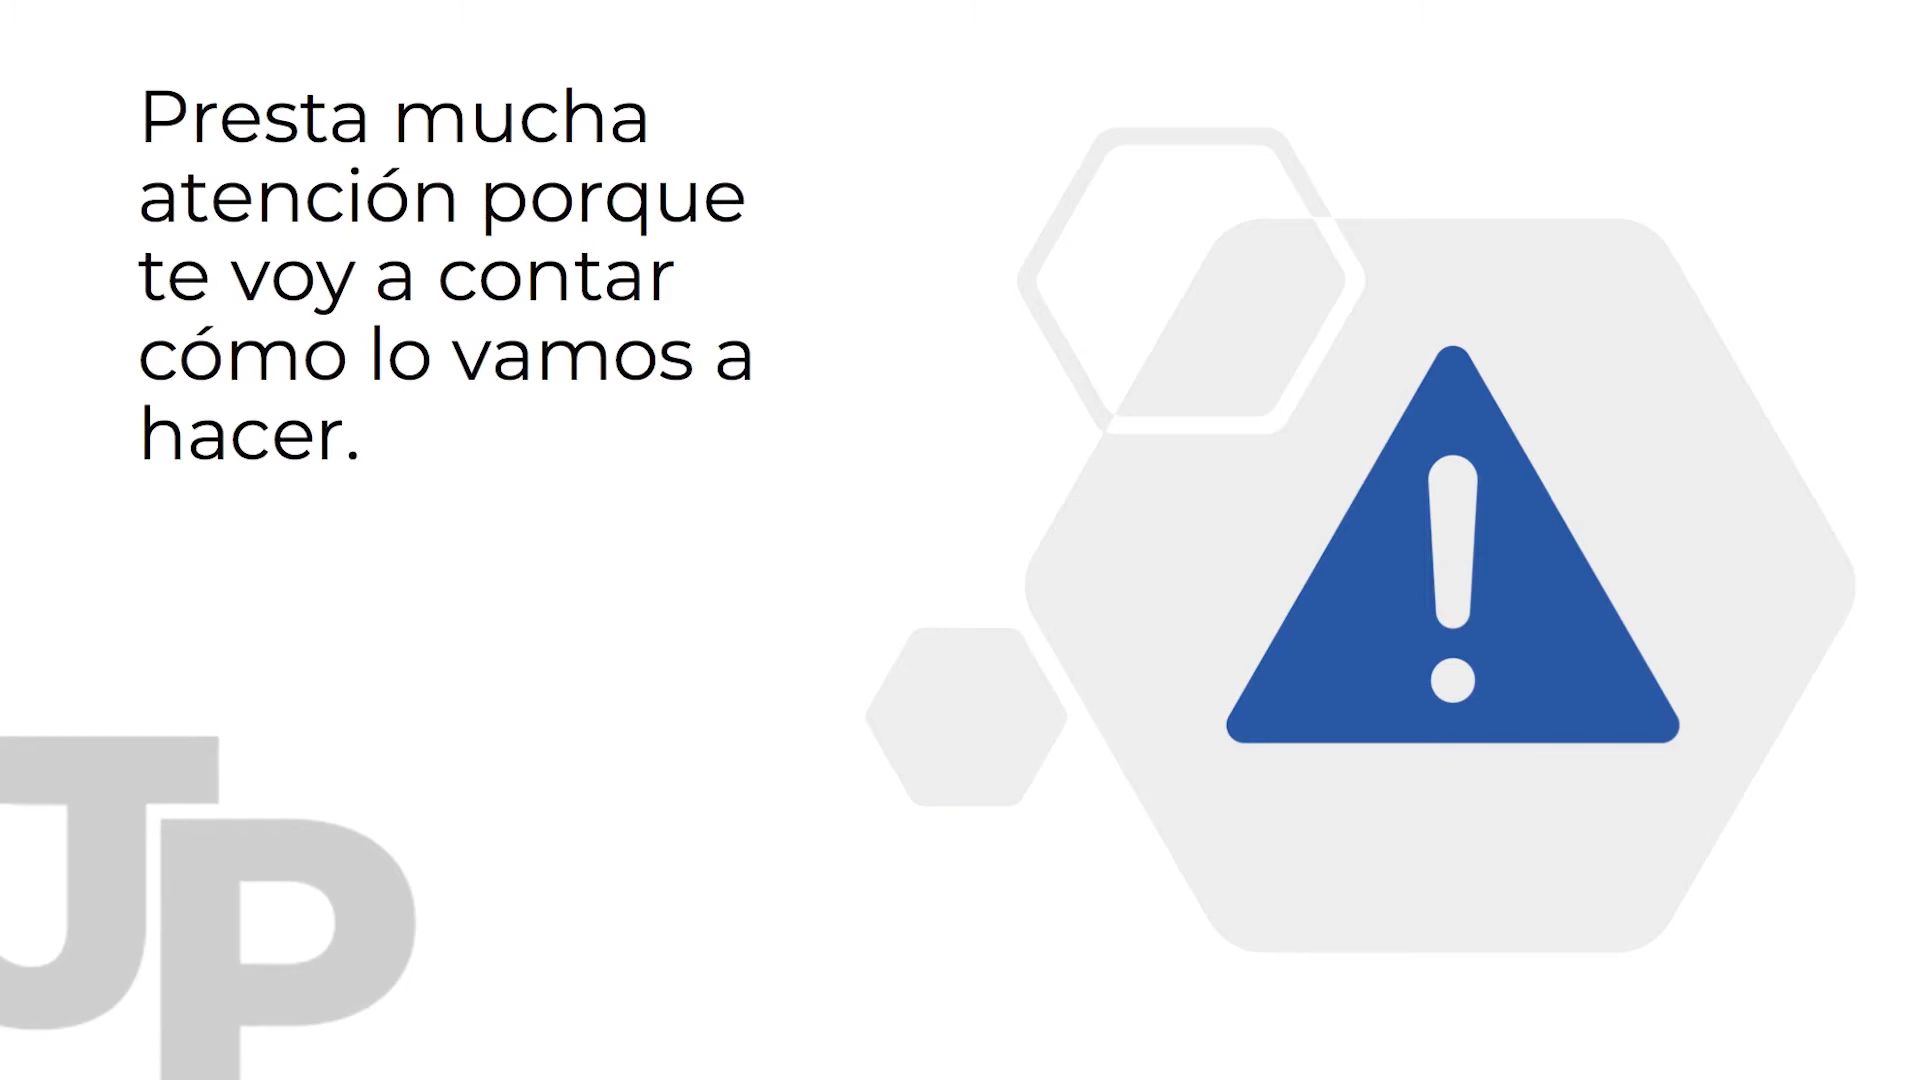 Presta mucha
atención porque
te voy a contar
cómo lo vamos a
hacer.
JP